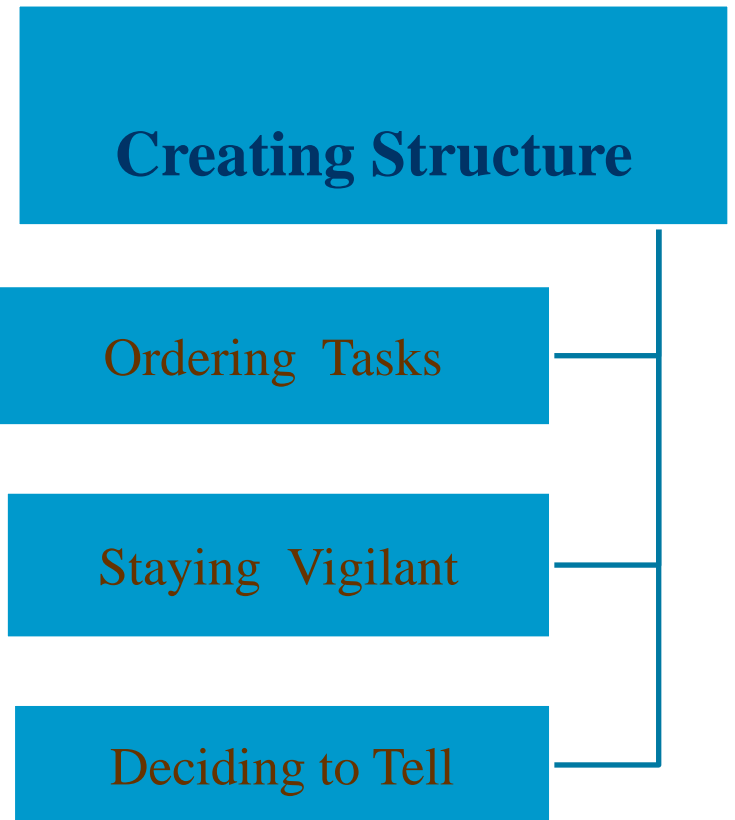 Creating Structure
Ordering Tasks
Staying Vigilant
Deciding to Tell